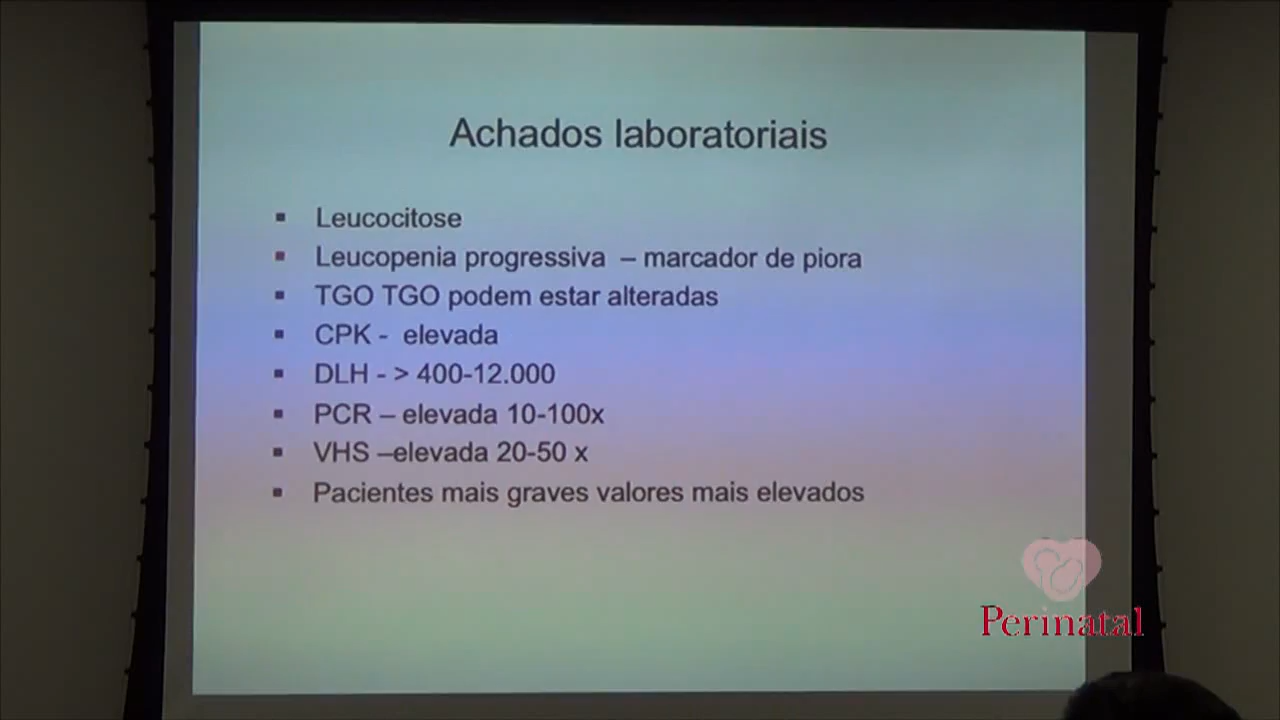 Achados laboratoriais
▪ Leucocitose
▪ Leucopenia progressiva – marcador de piora
▪ TGO TGO podem estar alteradas
▪ CPK - elevada
▪ DLH - > 400-12.000
▪ PCR – elevada 10-100x
▪ VHS –elevada 20-50 x
▪ Pacientes mais graves valores mais elevados
Perinatal